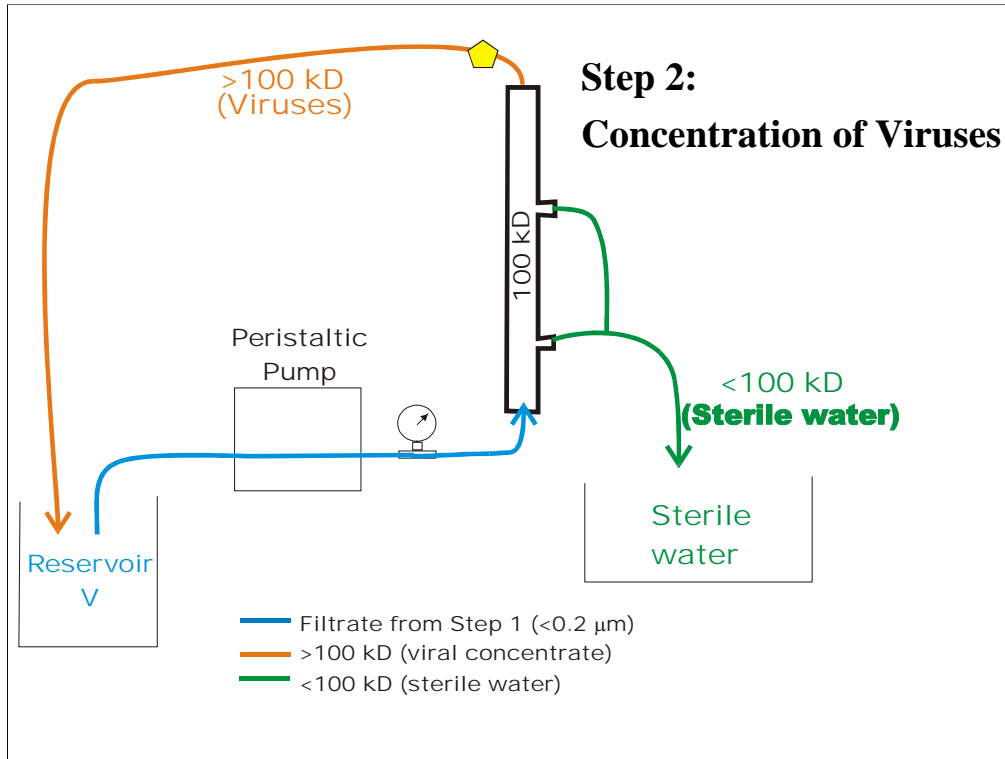 Step 2:
Concentration of Viruses
>100 kD
(Viruses)
100 kD
Peristaltic
Pump
<100 kD
(Sterile water)
Sterile
water
Reservoir
V
Filtrate from Step 1 (<0.2 μm)
>100 kD (viral concentrate)
<100 kD (sterile water)